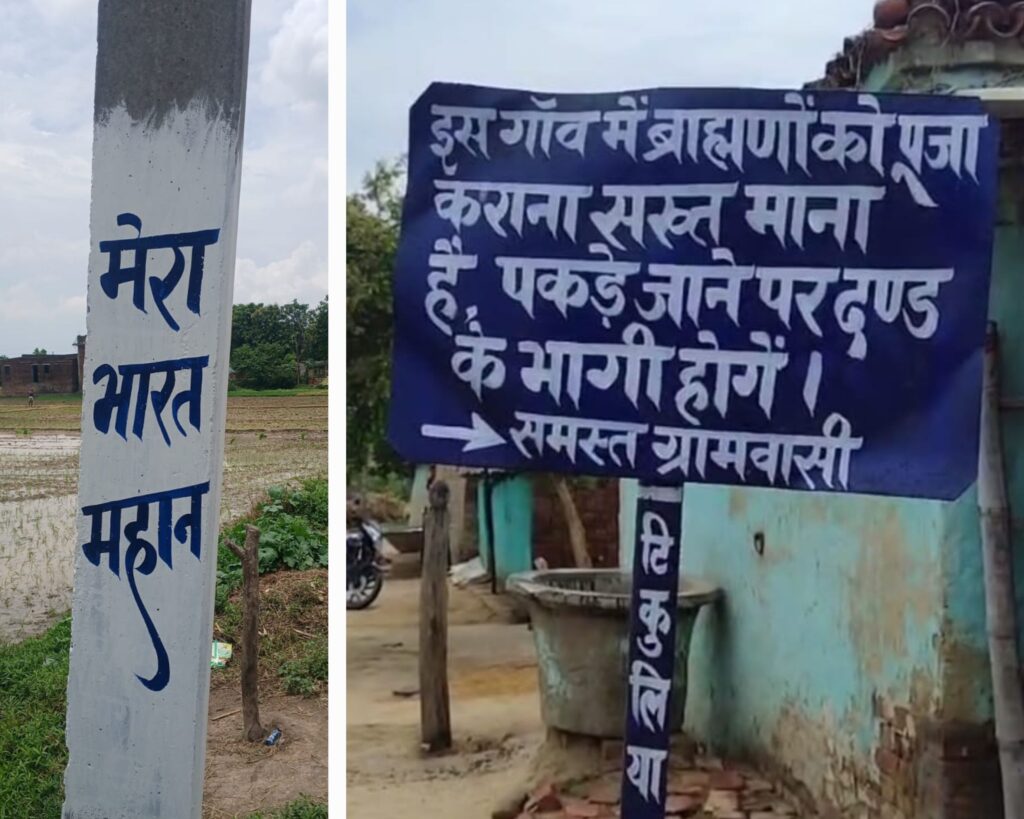 मेरा
भारत
महान
इस गॉव में ब्राह्मणों को पूजा
कराना सख्त माना
है, पकड़े जाने पर दण्ड
के भागी होगें ।
→ समस्त ग्रामवासी
टिकुलिया